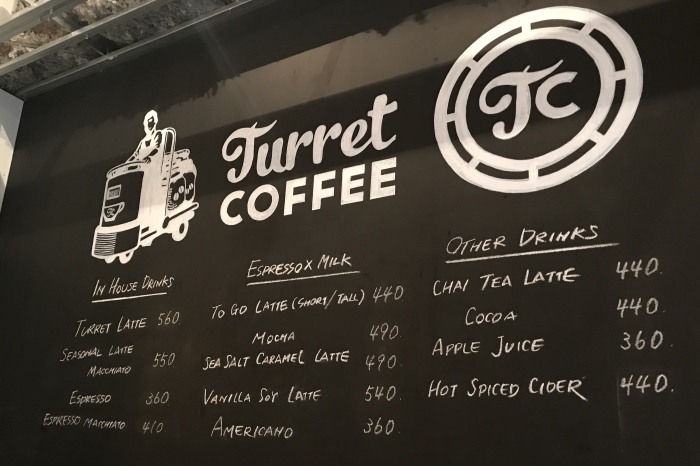 Turret
COFFEE
TC
IN HOUSE DRINKS
TURRET LATTE 560.
SEASONAL LATTE
MACCHIATO 550
ESPRESSO 360
ESPRESSO MACCHIATO 410.
ESPRESSO X MILK
TO GO LATTE (SHORT/TALL) 440
MOCHA 490.
SEA SALT CARAMEL LATTE 490.
VANILLA SOY LATTE 540.
AMERICANO 360.
OTHER DRINKS
CHAI TEA LATTE 440.
COCOA 440.
APPLE JUICE 360.
HOT SPICED CIDER 440.